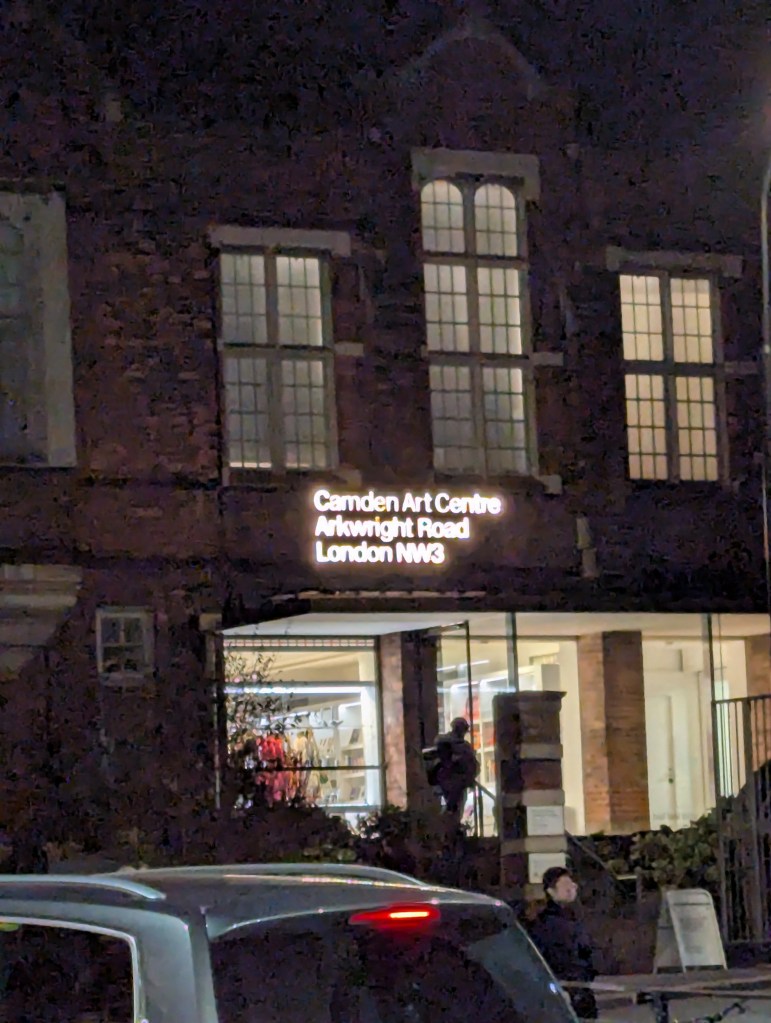 Camden Art Centre
Arkwright Road
London NW3